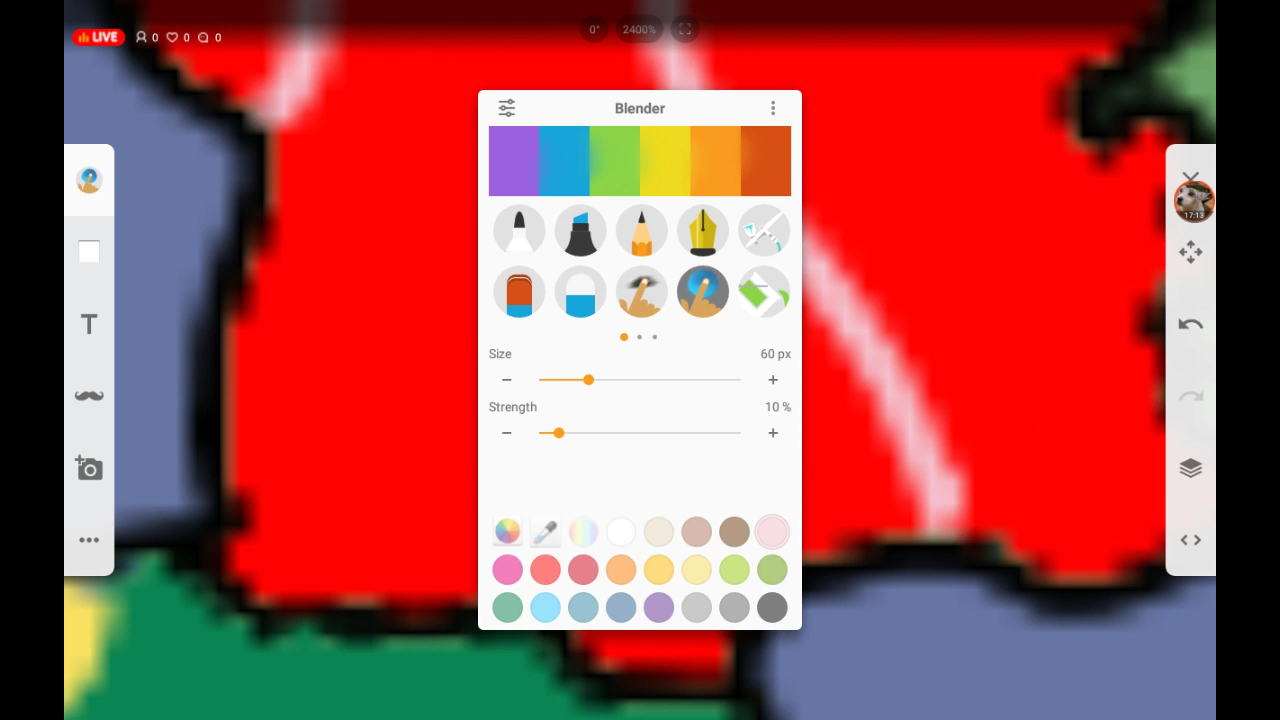 LIVE 0 0 0
0° 2400%
Blender
17:13
T
Size 60 px
Strength 10 %